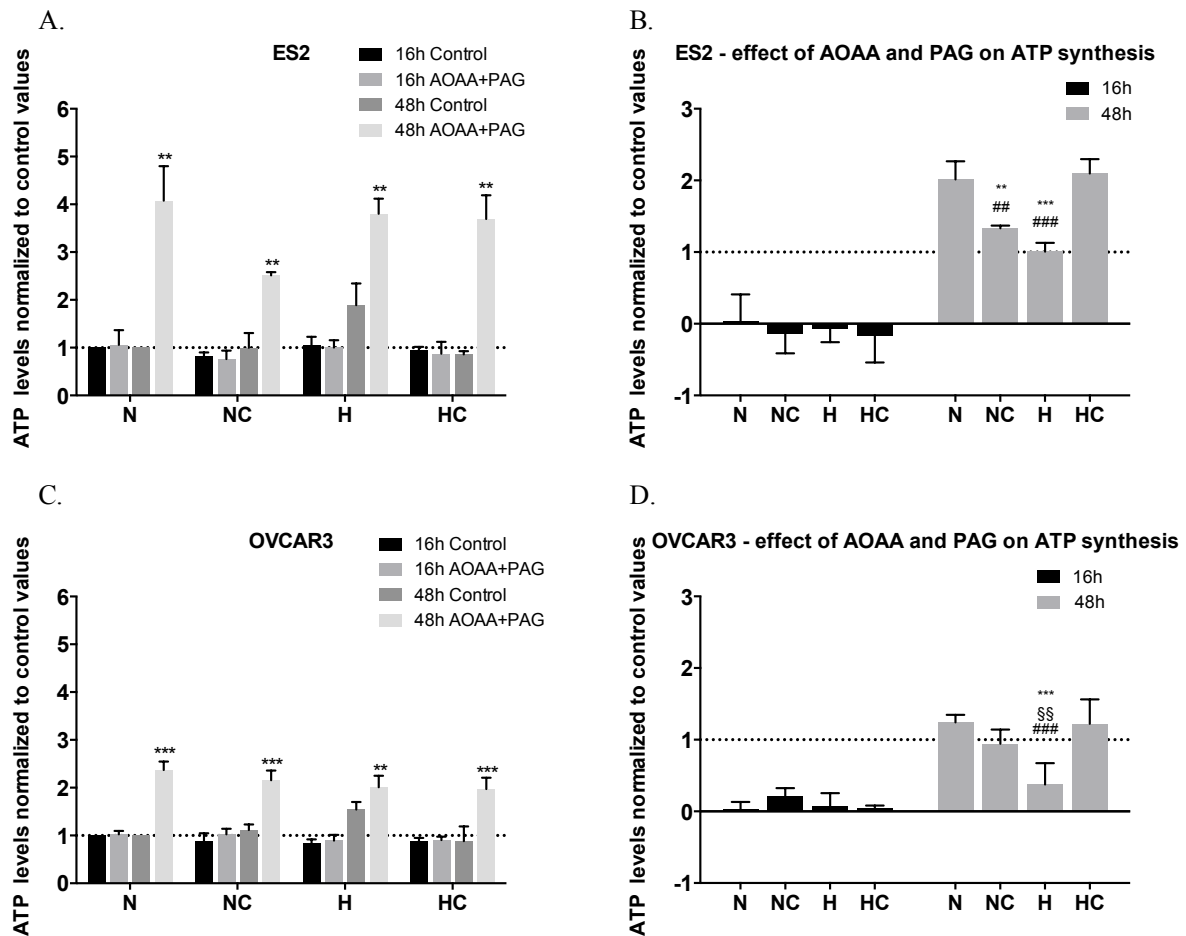 A.
ES2
16h Control
16h AOAA+PAG
48h Control
48h AOAA+PAG
ATP levels normalized to control values
6
5
4
3
2
1
0
**
**
**
**
N NC H HC
B.
ES2 - effect of AOAA and PAG on ATP synthesis
16h
48h
ATP levels normalized to control values
3
2
1
0
-1
**
##
***
###
N NC H HC N NC H HC
C.
OVCAR3
16h Control
16h AOAA+PAG
48h Control
48h AOAA+PAG
ATP levels normalized to control values
6
5
4
3
2
1
0
***
***
**
***
N NC H HC
D.
OVCAR3 - effect of AOAA and PAG on ATP synthesis
16h
48h
ATP levels normalized to control values
3
2
1
0
-1
***
§§
###
N NC H HC N NC H HC